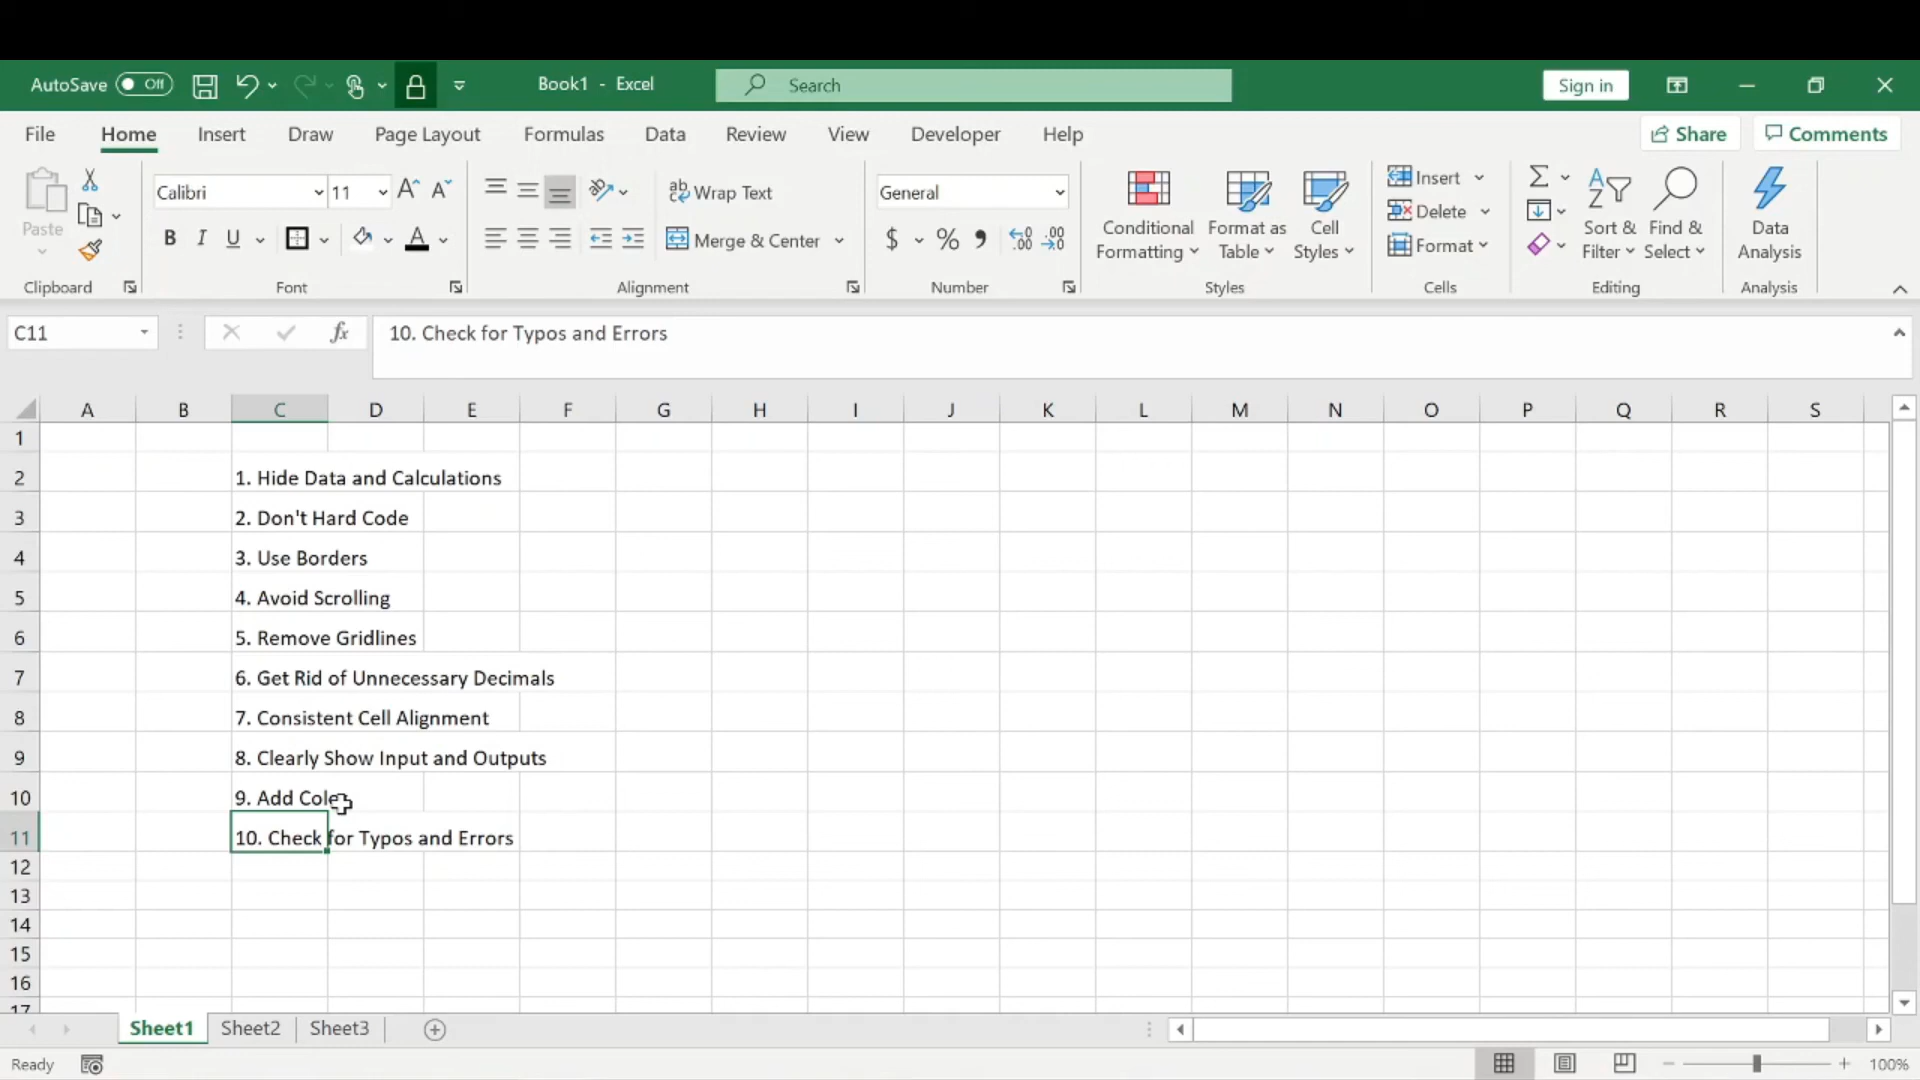 AutoSave Off Book1 - Excel Search Sign in
File Home Insert Draw Page Layout Formulas Data Review View Developer Help Share Comments
Paste
Clipboard
Calibri 11
Font
Wrap Text
Merge & Center
Alignment
General
Number
Conditional Formatting
Format as Table
Cell Styles
Styles
Insert
Delete
Format
Cells
Sort & Filter
Find & Select
Editing
Data Analysis
Analysis
C11 fx 10. Check for Typos and Errors
A B C D E F G H I J K L M N O P Q R S
1
2 1. Hide Data and Calculations
3 2. Don't Hard Code
4 3. Use Borders
5 4. Avoid Scrolling
6 5. Remove Gridlines
7 6. Get Rid of Unnecessary Decimals
8 7. Consistent Cell Alignment
9 8. Clearly Show Input and Outputs
10 9. Add
11 10. Check for Typos and Errors
12
13
14
15
16
17
Sheet1 Sheet2 Sheet3
Ready 100%